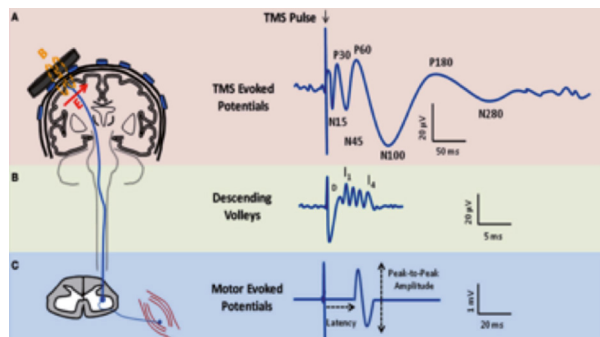 A
TMS Pulse
B
E
TMS Evoked
Potentials
P30
P60
P180
N15
N45
N100
N280
20 µV
50 ms
B
Descending
Volleys
D
I1
I4
20 µV
5 ms
C
Motor Evoked
Potentials
Latency
Peak-to-Peak
Amplitude
1 mV
20 ms